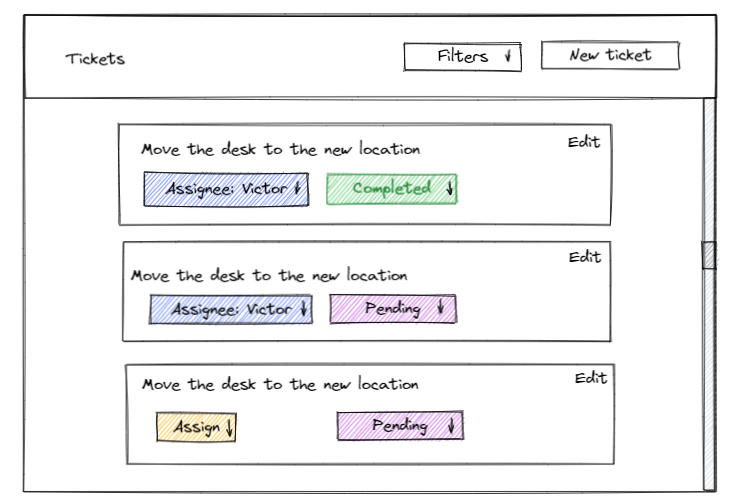 Tickets
Filters ↓
New ticket
Move the desk to the new location
Edit
Assignee: Victor ↓
Completed ↓
Move the desk to the new location
Edit
Assignee: Victor ↓
Pending ↓
Move the desk to the new location
Edit
Assign ↓
Pending ↓